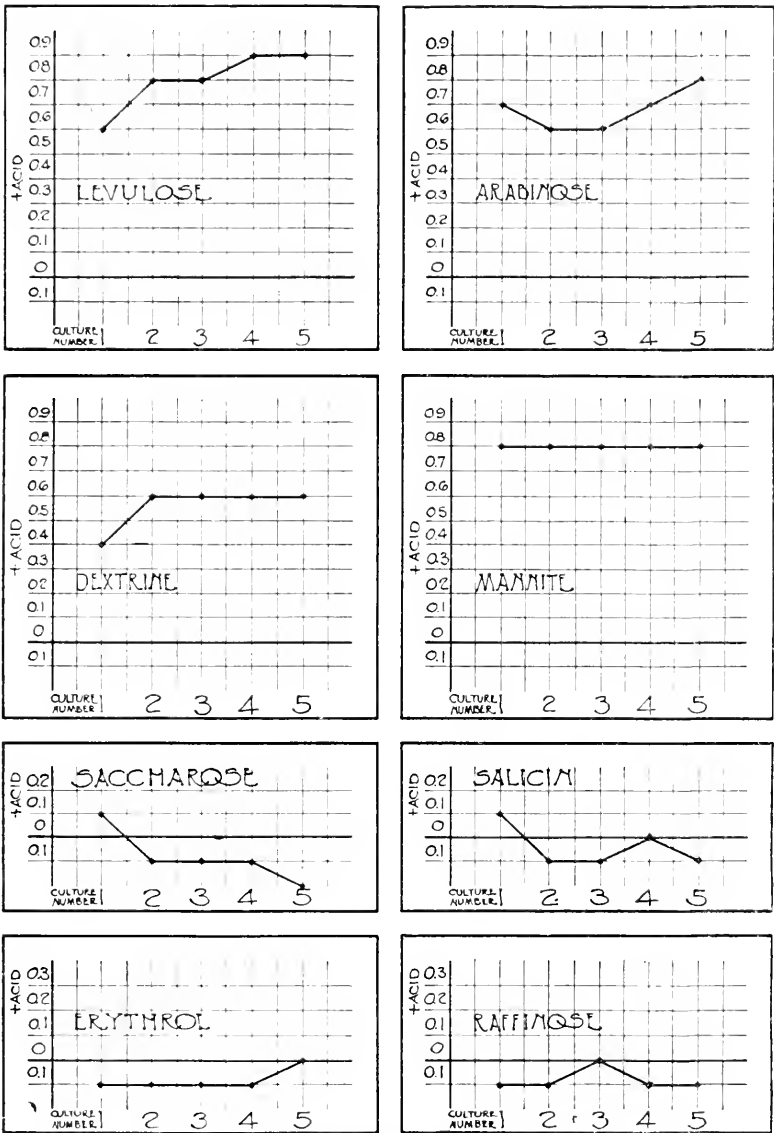 0.9
0.8
0.7
0.6
0.5
0.4
0.3
0.2
0.1
0
0.1
+ACID
LEVULOSE
CULTURE NUMBER 1 2 3 4 5
0.9
0.8
0.7
0.6
0.5
0.4
0.3
0.2
0.1
0
0.1
+ACID
ARABINOSE
CULTURE NUMBER 1 2 3 4 5
0.9
0.8
0.7
0.6
0.5
0.4
0.3
0.2
0.1
0
0.1
+ACID
DEXTRINE
CULTURE NUMBER 1 2 3 4 5
0.9
0.8
0.7
0.6
0.5
0.4
0.3
0.2
0.1
0
0.1
+ACID
MANNITE
CULTURE NUMBER 1 2 3 4 5
0.2
0.1
0
0.1
+ACID
SACCHAROSE
CULTURE NUMBER 1 2 3 4 5
0.2
0.1
0
0.1
+ACID
SALICIN
CULTURE NUMBER 1 2 3 4 5
0.3
0.2
0.1
0
0.1
+ACID
ERYTHROL
CULTURE NUMBER 1 2 3 4 5
0.3
0.2
0.1
0
0.1
+ACID
RAFFINOSE
CULTURE NUMBER 1 2 3 4 5